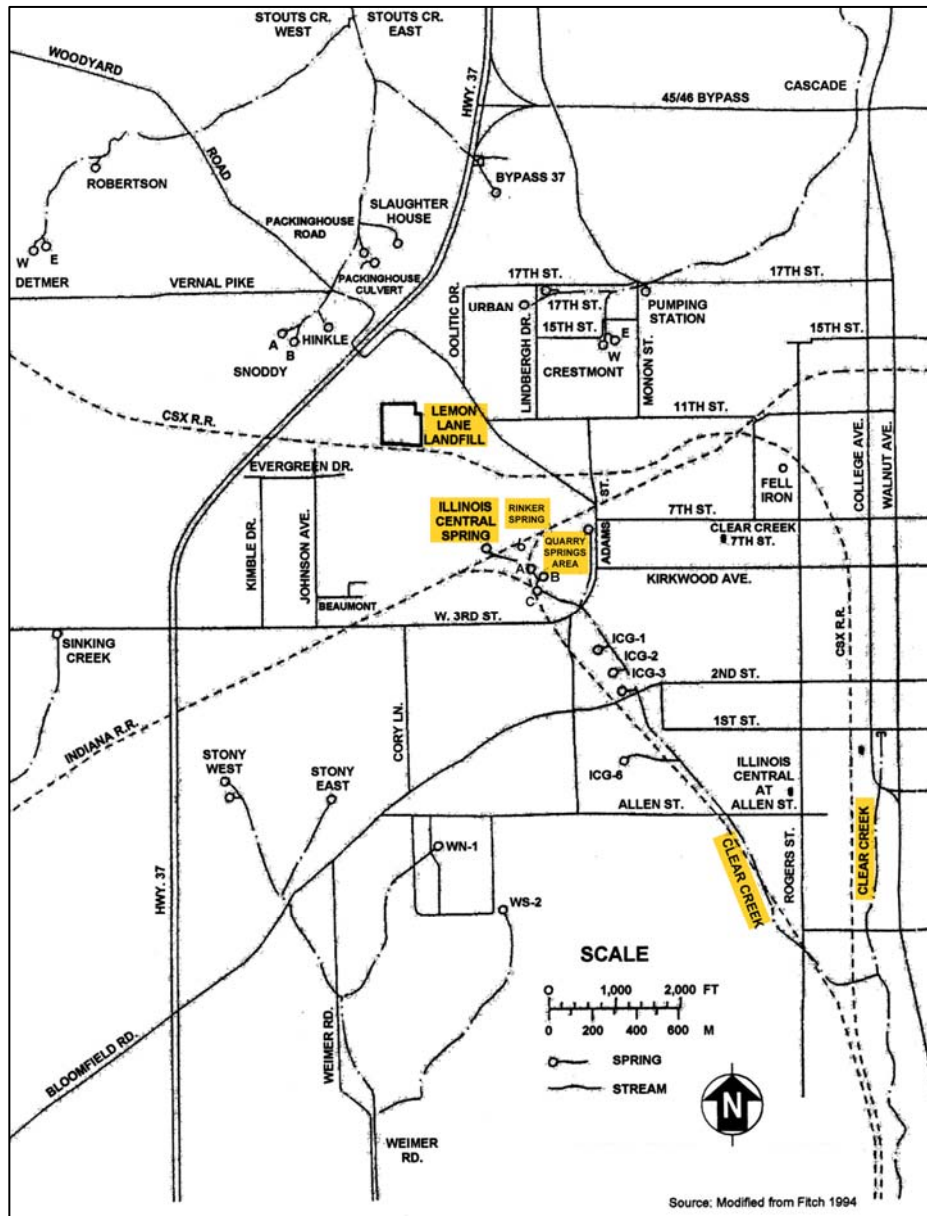 STOUTS CR.
WEST
STOUTS CR.
EAST
WOODYARD
ROAD
HWY. 37
CASCADE
45/46 BYPASS
ROBERTSON
BYPASS 37
SLAUGHTER
HOUSE
PACKINGHOUSE
ROAD
PACKINGHOUSE
CULVERT
W
E
DETMER
VERNAL PIKE
17TH ST.
17TH ST.
OOLITIC DR.
URBAN
LINDBERGH DR.
17TH ST.
15TH ST.
PUMPING
STATION
E
W
CRESTMONT
MONON ST.
15TH ST.
A
B
HINKLE
SNODDY
CSX R.R.
LEMON
LANE
LANDFILL
11TH ST.
EVERGREEN DR.
FELL
IRON
COLLEGE AVE.
WALNUT AVE.
ILLINOIS
CENTRAL
SPRING
RINKER
SPRING
QUARRY
SPRINGS
AREA
ADAMS
ST.
7TH ST.
CLEAR CREEK
7TH ST.
KIMBLE DR.
JOHNSON AVE.
BEAUMONT
A
B
C
KIRKWOOD AVE.
W. 3RD ST.
SINKING
CREEK
ICG-1
ICG-2
ICG-3
CSX R.R.
2ND ST.
1ST ST.
INDIANA R.R.
CORY LN.
STONY
WEST
STONY
EAST
ICG-6
ILLINOIS
CENTRAL
AT
ALLEN ST.
ALLEN ST.
HWY. 37
WN-1
WS-2
CLEAR CREEK
ROGERS ST.
CLEAR CREEK
SCALE
0 1,000 2,000 FT
0 200 400 600 M
SPRING
STREAM
BLOOMFIELD RD.
WEIMER RD.
WEIMER
RD.
N
Source: Modified from Fitch 1994